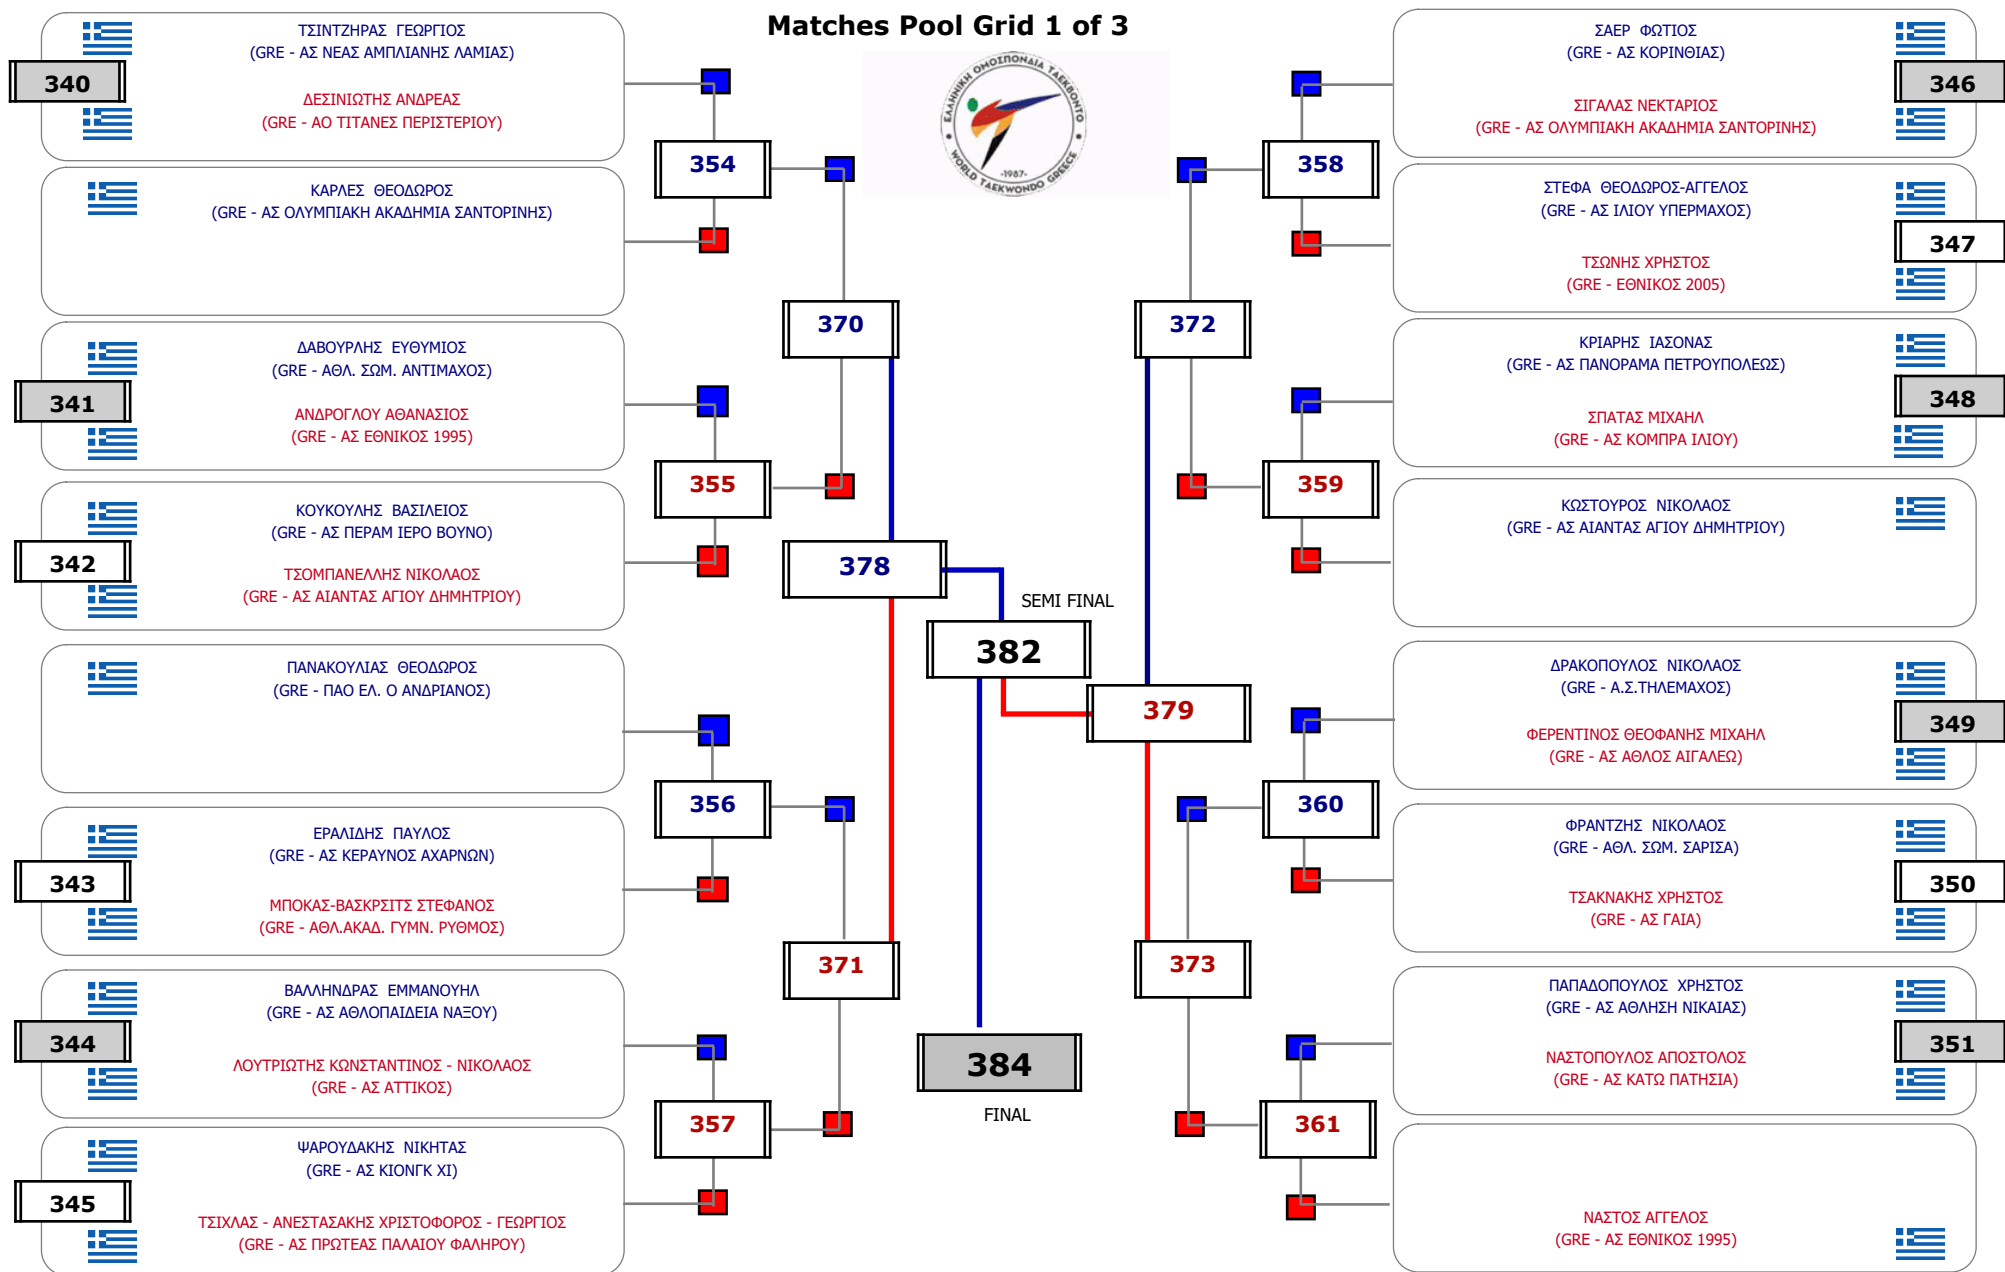 Matches Pool Grid 1 of 3
ΕΛΛΗΝΙΚΗ ΟΜΟΣΠΟΝΔΙΑ ΤΑΕΚΒΟΝΤΟ
-1987-
WORLD TAEKWONDO GREECE
340
ΤΣΙΝΤΖΗΡΑΣ ΓΕΩΡΓΙΟΣ
(GRE - ΑΣ ΝΕΑΣ ΑΜΠΛΙΑΝΗΣ ΛΑΜΙΑΣ)
ΔΕΣΙΝΙΩΤΗΣ ΑΝΔΡΕΑΣ
(GRE - ΑΟ ΤΙΤΑΝΕΣ ΠΕΡΙΣΤΕΡΙΟΥ)
ΚΑΡΛΕΣ ΘΕΟΔΩΡΟΣ
(GRE - ΑΣ ΟΛΥΜΠΙΑΚΗ ΑΚΑΔΗΜΙΑ ΣΑΝΤΟΡΙΝΗΣ)
341
ΔΑΒΟΥΡΛΗΣ ΕΥΘΥΜΙΟΣ
(GRE - ΑΘΛ. ΣΩΜ. ΑΝΤΙΜΑΧΟΣ)
ΑΝΔΡΟΓΛΟΥ ΑΘΑΝΑΣΙΟΣ
(GRE - ΑΣ ΕΘΝΙΚΟΣ 1995)
342
ΚΟΥΚΟΥΛΗΣ ΒΑΣΙΛΕΙΟΣ
(GRE - ΑΣ ΠΕΡΑΜ ΙΕΡΟ ΒΟΥΝΟ)
ΤΣΟΜΠΑΝΕΛΛΗΣ ΝΙΚΟΛΑΟΣ
(GRE - ΑΣ ΑΙΑΝΤΑΣ ΑΓΙΟΥ ΔΗΜΗΤΡΙΟΥ)
ΠΑΝΑΚΟΥΛΙΑΣ ΘΕΟΔΩΡΟΣ
(GRE - ΠΑΟ ΕΛ. Ο ΑΝΔΡΙΑΝΟΣ)
343
ΕΡΑΛΙΔΗΣ ΠΑΥΛΟΣ
(GRE - ΑΣ ΚΕΡΑΥΝΟΣ ΑΧΑΡΝΩΝ)
ΜΠΟΚΑΣ-ΒΑΣΚΡΣΙΤΣ ΣΤΕΦΑΝΟΣ
(GRE - ΑΘΛ.ΑΚΑΔ. ΓΥΜΝ. ΡΥΘΜΟΣ)
344
ΒΑΛΛΗΝΔΡΑΣ ΕΜΜΑΝΟΥΗΛ
(GRE - ΑΣ ΑΘΛΟΠΑΙΔΕΙΑ ΝΑΞΟΥ)
ΛΟΥΤΡΙΩΤΗΣ ΚΩΝΣΤΑΝΤΙΝΟΣ - ΝΙΚΟΛΑΟΣ
(GRE - ΑΣ ΑΤΤΙΚΟΣ)
345
ΨΑΡΟΥΔΑΚΗΣ ΝΙΚΗΤΑΣ
(GRE - ΑΣ ΚΙΟΝΓΚ ΧΙ)
ΤΣΙΧΛΑΣ - ΑΝΕΣΤΑΣΑΚΗΣ ΧΡΙΣΤΟΦΟΡΟΣ - ΓΕΩΡΓΙΟΣ
(GRE - ΑΣ ΠΡΩΤΕΑΣ ΠΑΛΑΙΟΥ ΦΑΛΗΡΟΥ)
354
355
356
357
370
371
378
SEMI FINAL
382
379
384
FINAL
372
373
358
359
360
361
346
ΣΑΕΡ ΦΩΤΙΟΣ
(GRE - ΑΣ ΚΟΡΙΝΘΙΑΣ)
ΣΙΓΑΛΑΣ ΝΕΚΤΑΡΙΟΣ
(GRE - ΑΣ ΟΛΥΜΠΙΑΚΗ ΑΚΑΔΗΜΙΑ ΣΑΝΤΟΡΙΝΗΣ)
347
ΣΤΕΦΑ ΘΕΟΔΩΡΟΣ-ΑΓΓΕΛΟΣ
(GRE - ΑΣ ΙΛΙΟΥ ΥΠΕΡΜΑΧΟΣ)
ΤΣΩΝΗΣ ΧΡΗΣΤΟΣ
(GRE - ΕΘΝΙΚΟΣ 2005)
348
ΚΡΙΑΡΗΣ ΙΑΣΟΝΑΣ
(GRE - ΑΣ ΠΑΝΟΡΑΜΑ ΠΕΤΡΟΥΠΟΛΕΩΣ)
ΣΠΑΤΑΣ ΜΙΧΑΗΛ
(GRE - ΑΣ ΚΟΜΠΡΑ ΙΛΙΟΥ)
ΚΩΣΤΟΥΡΟΣ ΝΙΚΟΛΑΟΣ
(GRE - ΑΣ ΑΙΑΝΤΑΣ ΑΓΙΟΥ ΔΗΜΗΤΡΙΟΥ)
349
ΔΡΑΚΟΠΟΥΛΟΣ ΝΙΚΟΛΑΟΣ
(GRE - Α.Σ.ΤΗΛΕΜΑΧΟΣ)
ΦΕΡΕΝΤΙΝΟΣ ΘΕΟΦΑΝΗΣ ΜΙΧΑΗΛ
(GRE - ΑΣ ΑΘΛΟΣ ΑΙΓΑΛΕΩ)
350
ΦΡΑΝΤΖΗΣ ΝΙΚΟΛΑΟΣ
(GRE - ΑΘΛ. ΣΩΜ. ΣΑΡΙΣΑ)
ΤΣΑΚΝΑΚΗΣ ΧΡΗΣΤΟΣ
(GRE - ΑΣ ΓΑΙΑ)
351
ΠΑΠΑΔΟΠΟΥΛΟΣ ΧΡΗΣΤΟΣ
(GRE - ΑΣ ΑΘΛΗΣΗ ΝΙΚΑΙΑΣ)
ΝΑΣΤΟΠΟΥΛΟΣ ΑΠΟΣΤΟΛΟΣ
(GRE - ΑΣ ΚΑΤΩ ΠΑΤΗΣΙΑ)
ΝΑΣΤΟΣ ΑΓΓΕΛΟΣ
(GRE - ΑΣ ΕΘΝΙΚΟΣ 1995)